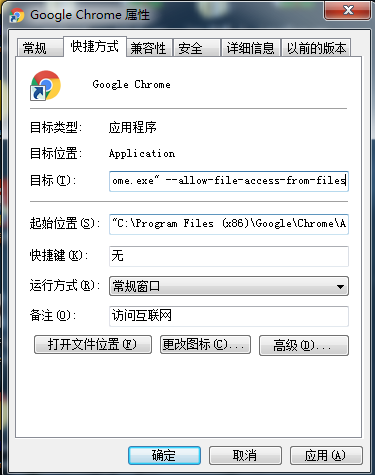 Google Chrome 属性
常规 快捷方式 兼容性 安全 详细信息 以前的版本
Google Chrome
目标类型: 应用程序
目标位置: Application
目标(T): ome.exe" --allow-file-access-from-files
起始位置(S): "C:\Program Files (x86)\Google\Chrome\A
快捷键(K): 无
运行方式(R): 常规窗口
备注(O): 访问互联网
打开文件位置(F) 更改图标(C)... 高级(D)...
确定 取消 应用(A)